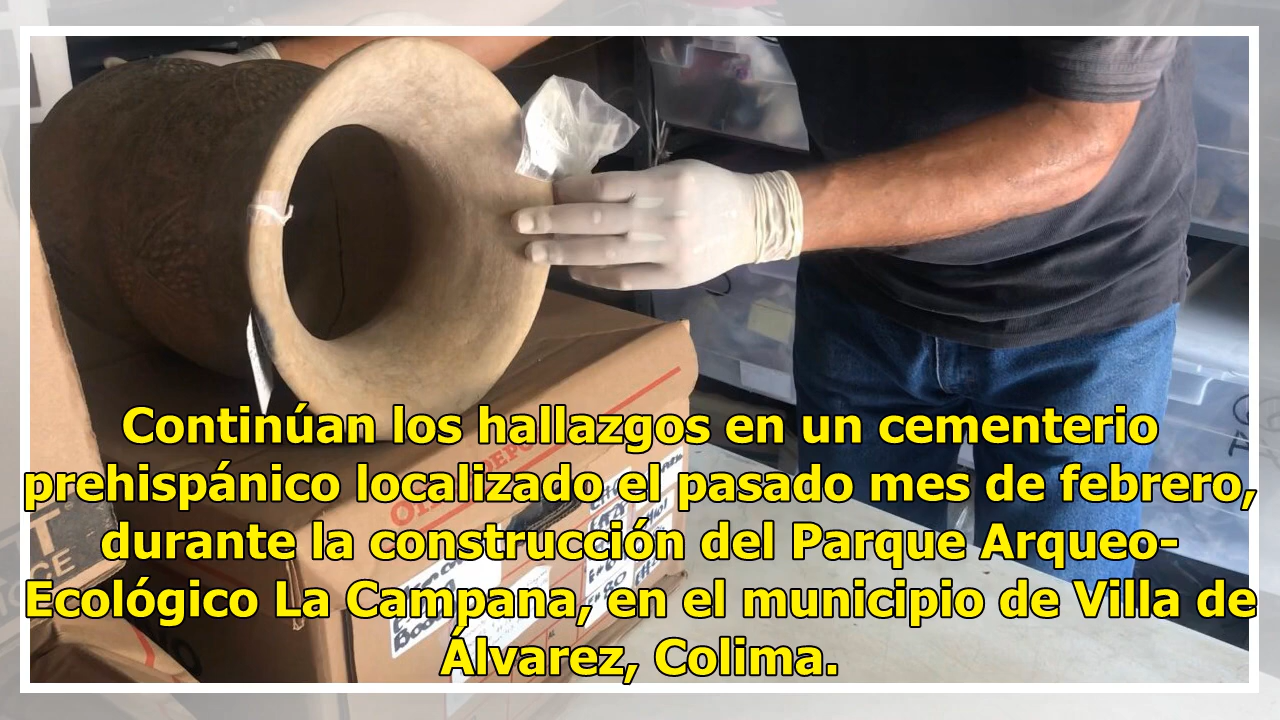 Continúan los hallazgos en un cementerio
prehispánico localizado el pasado mes de febrero,
durante la construcción del Parque Arqueo-
Ecológico La Campana, en el municipio de Villa de
Álvarez, Colima.